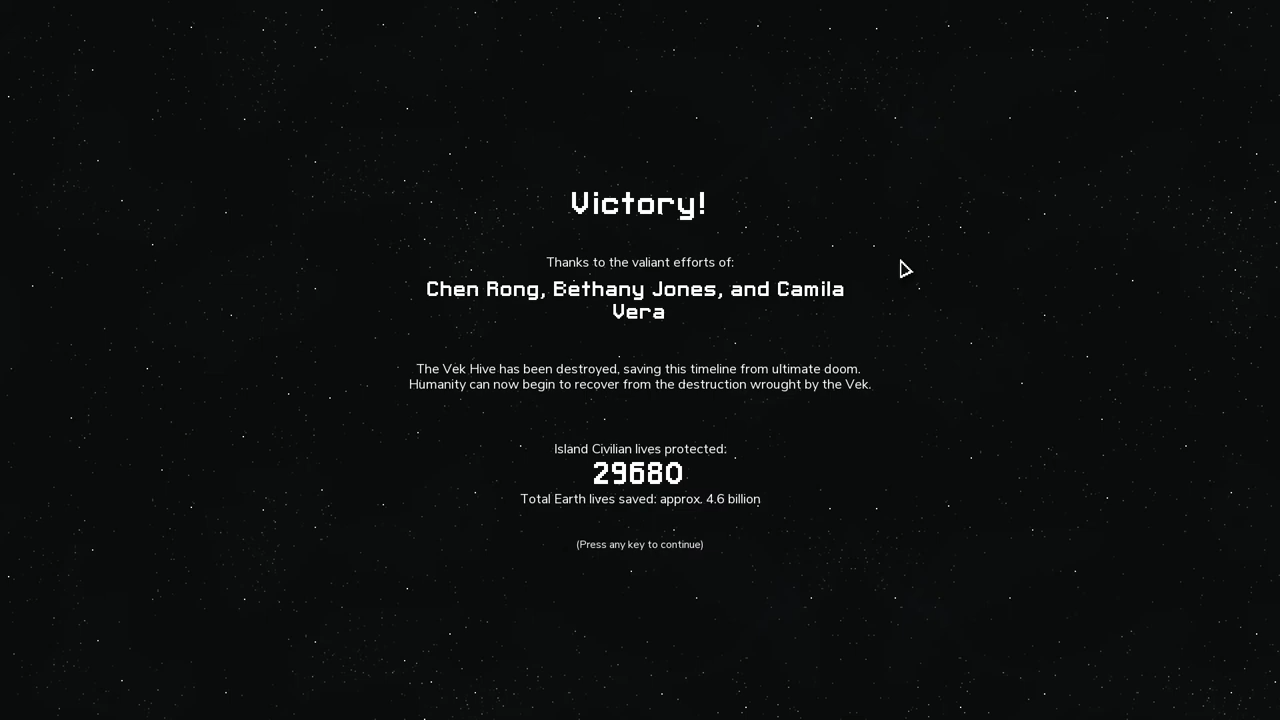 Victory!
Thanks to the valiant efforts of:
Chen Rong, Bethany Jones, and Camila
Vera
The Vek Hive has been destroyed, saving this timeline from ultimate doom.
Humanity can now begin to recover from the destruction wrought by the Vek.
Island Civilian lives protected:
29680
Total Earth lives saved: approx. 4.6 billion
(Press any key to continue)